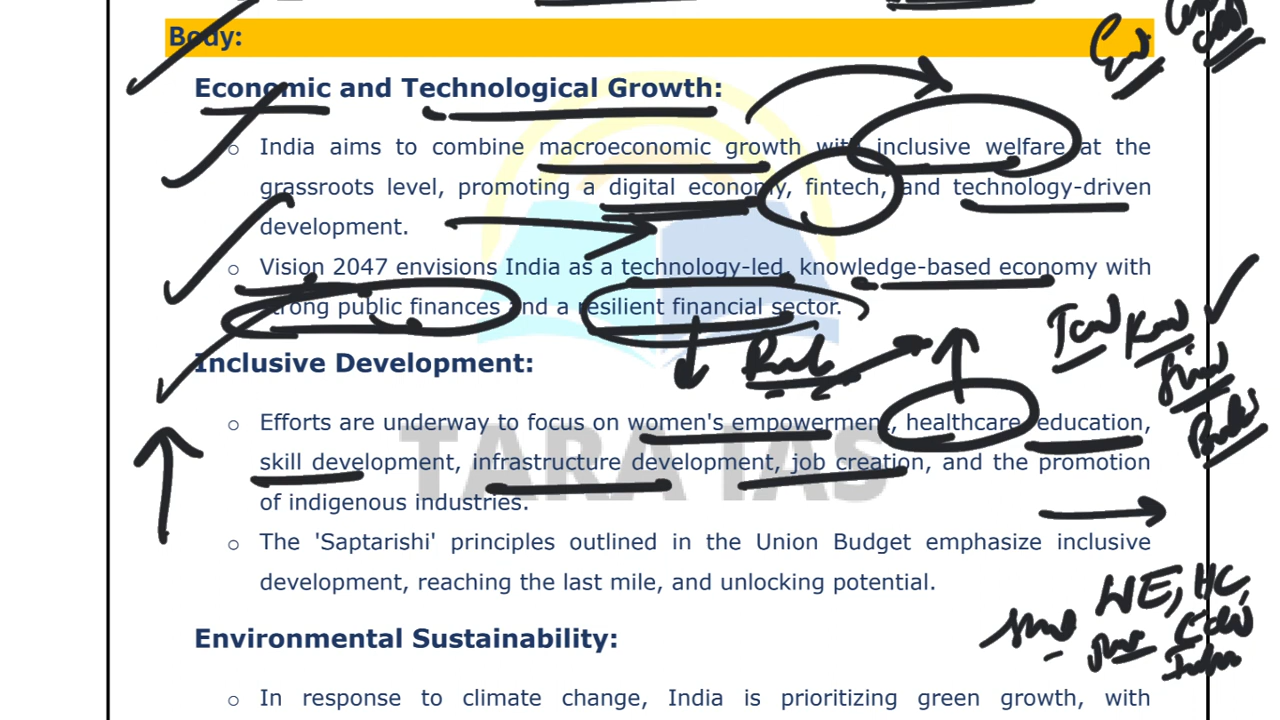 Body:
Economic and Technological Growth:
o India aims to combine macroeconomic growth with inclusive welfare at the
grassroots level, promoting a digital economy, fintech, and technology-driven
development.
o Vision 2047 envisions India as a technology-led, knowledge-based economy with
strong public finances and a resilient financial sector.
Inclusive Development:
o Efforts are underway to focus on women's empowerment, healthcare, education,
skill development, infrastructure development, job creation, and the promotion
of indigenous industries.
TARA IAS
o The 'Saptarishi' principles outlined in the Union Budget emphasize inclusive
development, reaching the last mile, and unlocking potential.
WE, HC,
Environmental Sustainability:
o In response to climate change, India is prioritizing green growth, with